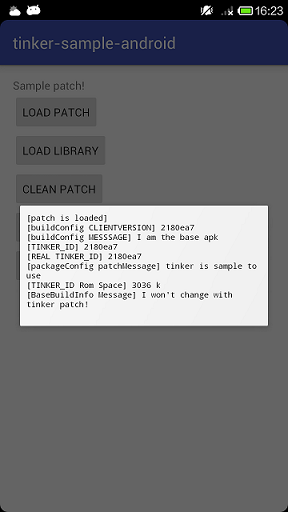 16:23
tinker-sample-android
Sample patch!
LOAD PATCH
LOAD LIBRARY
CLEAN PATCH
[patch is loaded]
[buildConfig CLIENTVERSION] 2180ea7
[buildConfig MESSSAGE] I am the base apk
[TINKER_ID] 2180ea7
[REAL TINKER_ID] 2180ea7
[packageConfig patchMessage] tinker is sample to
use
[TINKER_ID Rom Space] 3036 k
[BaseBuildInfo Message] I won't change with
tinker patch!